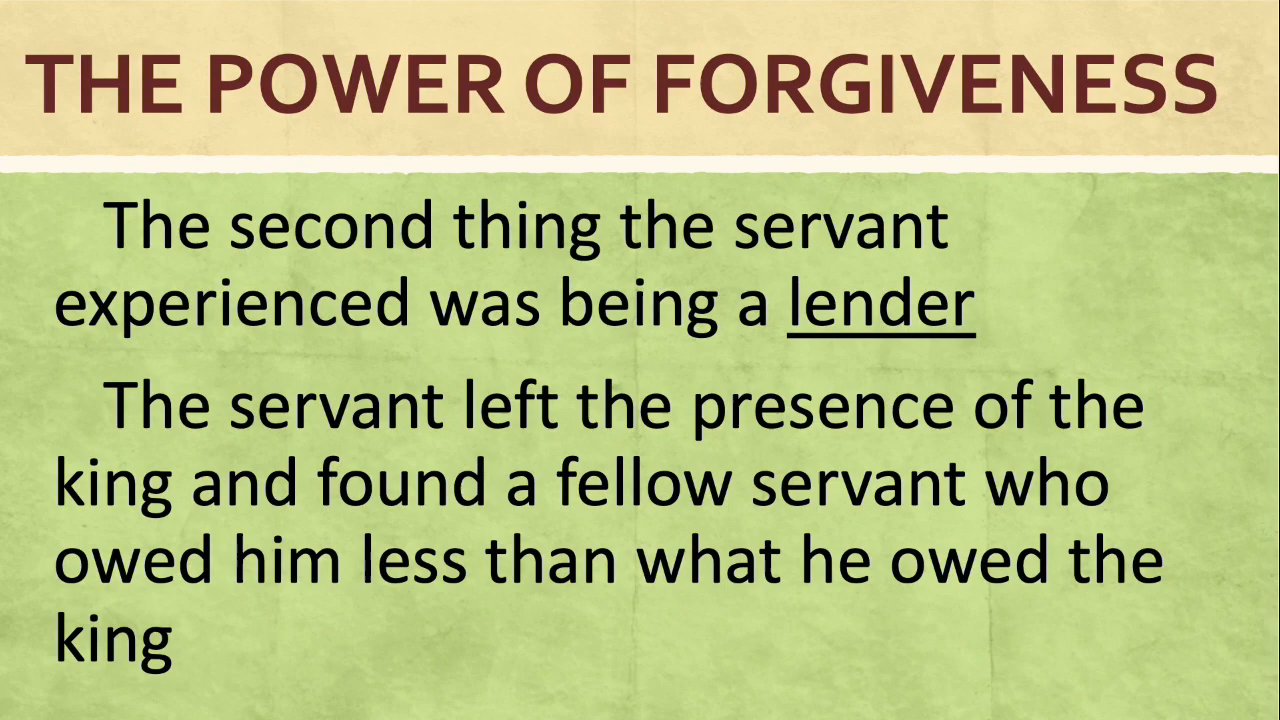 THE POWER OF FORGIVENESS
The second thing the servant
experienced was being a lender
The servant left the presence of the
king and found a fellow servant who
owed him less than what he owed the
king